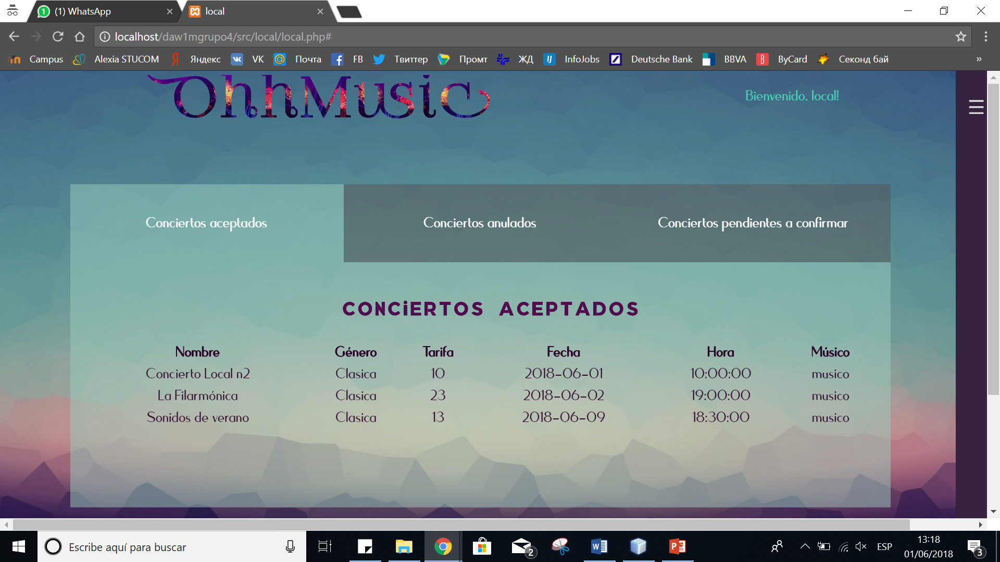 (1) WhatsApp
local
localhost/daw1mgrupo4/src/local/local.php#
Campus Alexia STUCOM Яндекс VK Почта FB Твиттер Промт ЖД InfoJobs Deutsche Bank BBVA ByCard Секонд бай »
OhhMusic
Bienvenido, local!
Conciertos aceptados Conciertos anulados Conciertos pendientes a confirmar
CONCiERTOS ACEPTADOS
Nombre Género Tarifa Fecha Hora Músico
Concierto Local n2 Clasica 10 2018-06-01 10:00:00 musico
La Filarmónica Clasica 23 2018-06-02 19:00:00 musico
Sonidos de verano Clasica 13 2018-06-09 18:30:00 musico
Escribe aquí para buscar
2
ESP
13:18
01/06/2018
3